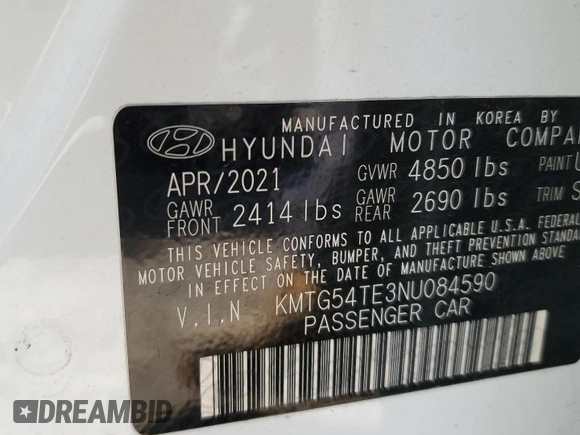 MANUFACTURED IN KOREA BY
HYUNDAI MOTOR
APR/2021 GVWR 4850 lbs PAINT
GAWR FRONT 2414 lbs GAWR REAR 2690 lbs TRIM
THIS VEHICLE CONFORMS TO ALL APPLICABLE U.S.A. FEDERAL
MOTOR VEHICLE SAFETY, BUMPER, AND THEFT PREVENTION
IN EFFECT ON THE DATE OF MANUFACTURE SHOWN ABOVE.
V.I.N KMTG54TE3NU084590
PASSENGER CAR
DREAMBID